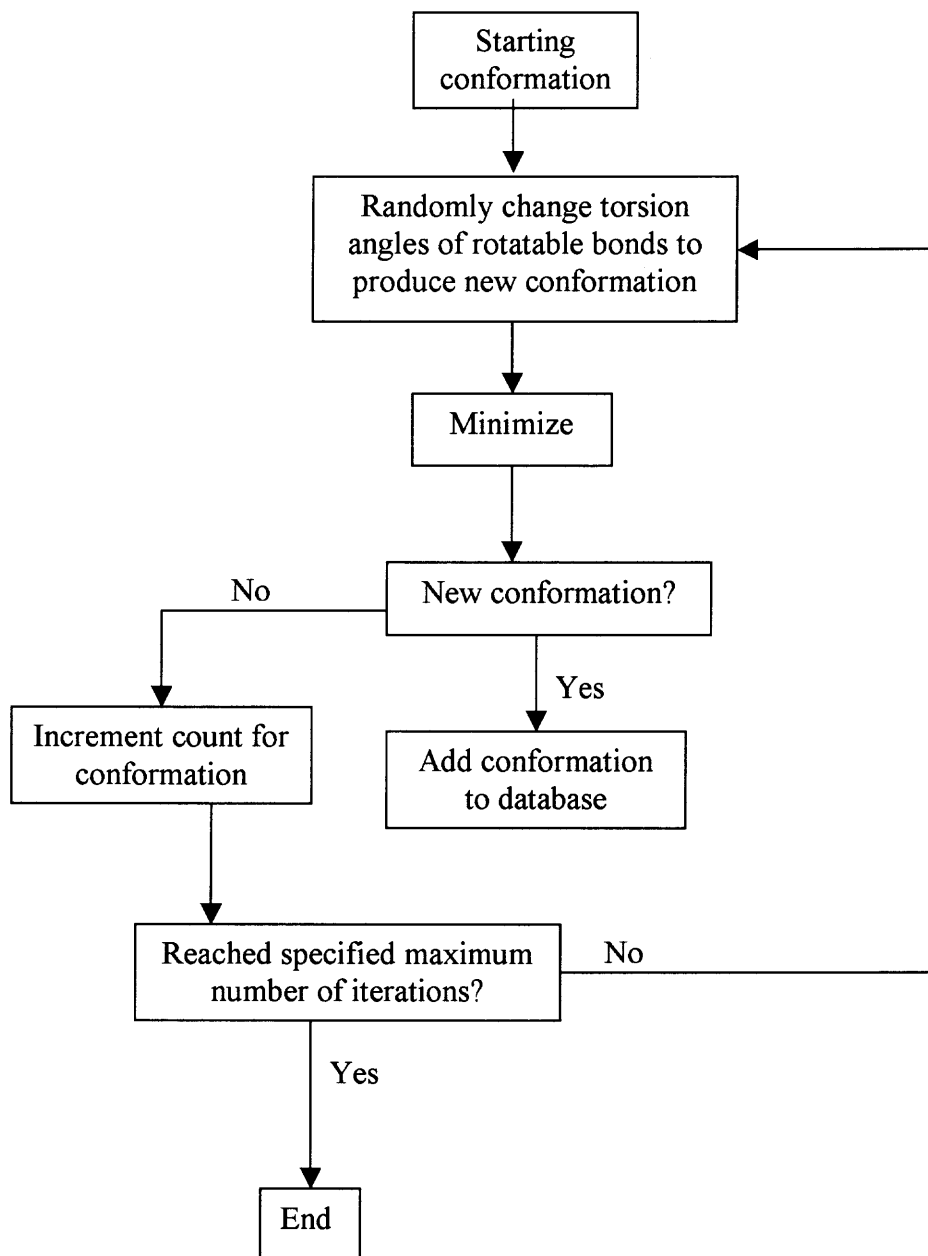 Starting
conformation
Randomly change torsion
angles of rotatable bonds to
produce new conformation
Minimize
New conformation?
No
Yes
Increment count for
conformation
Add conformation
to database
Reached specified maximum
number of iterations?
No
Yes
End